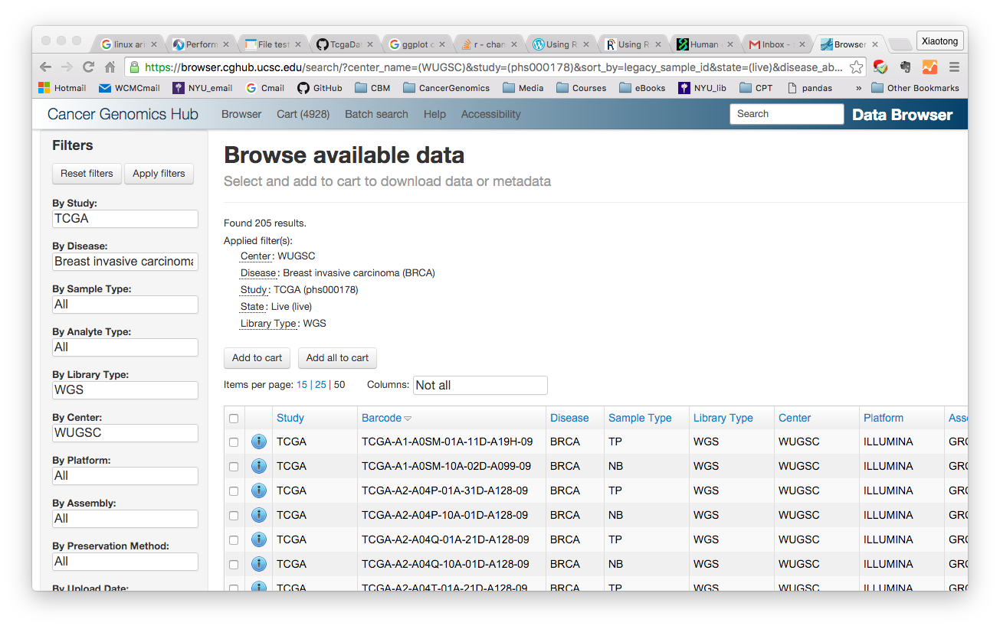 linux ari
Perform
File test
TcgaDa
ggplot c
r - chan
Using R
Using R
Human
Inbox -
Browser
Xiaotong
https://browser.cghub.ucsc.edu/search/?center_name=(WUGSC)&study=(phs000178)&sort_by=legacy_sample_id&state=(live)&disease_ab...
Hotmail WCMCmail NYU_email Cmail GitHub CBM CancerGenomics Media Courses eBooks NYU_lib CPT pandas » Other Bookmarks
Cancer Genomics Hub Browser Cart (4928) Batch search Help Accessibility Search Data Browser
Filters
Reset filters Apply filters
By Study:
TCGA
By Disease:
Breast invasive carcinoma
By Sample Type:
All
By Analyte Type:
All
By Library Type:
WGS
By Center:
WUGSC
By Platform:
All
By Assembly:
All
By Preservation Method:
All
By Upload Date:
Browse available data
Select and add to cart to download data or metadata
Found 205 results.
Applied filter(s):
Center: WUGSC
Disease: Breast invasive carcinoma (BRCA)
Study: TCGA (phs000178)
State: Live (live)
Library Type: WGS
Add to cart Add all to cart
Items per page: 15 | 25 | 50 Columns: Not all
Study Barcode Disease Sample Type Library Type Center Platform Asse
TCGA TCGA-A1-A0SM-01A-11D-A19H-09 BRCA TP WGS WUGSC ILLUMINA GRC
TCGA TCGA-A1-A0SM-10A-02D-A099-09 BRCA NB WGS WUGSC ILLUMINA GRC
TCGA TCGA-A2-A04P-01A-31D-A128-09 BRCA TP WGS WUGSC ILLUMINA GRC
TCGA TCGA-A2-A04P-10A-01D-A128-09 BRCA NB WGS WUGSC ILLUMINA GRC
TCGA TCGA-A2-A04Q-01A-21D-A128-09 BRCA TP WGS WUGSC ILLUMINA GRC
TCGA TCGA-A2-A04Q-10A-01D-A128-09 BRCA NB WGS WUGSC ILLUMINA GRC
TCGA TCGA-A2-A04T-01A-21D-A128-09 BRCA TP WGS WUGSC ILLUMINA GRC